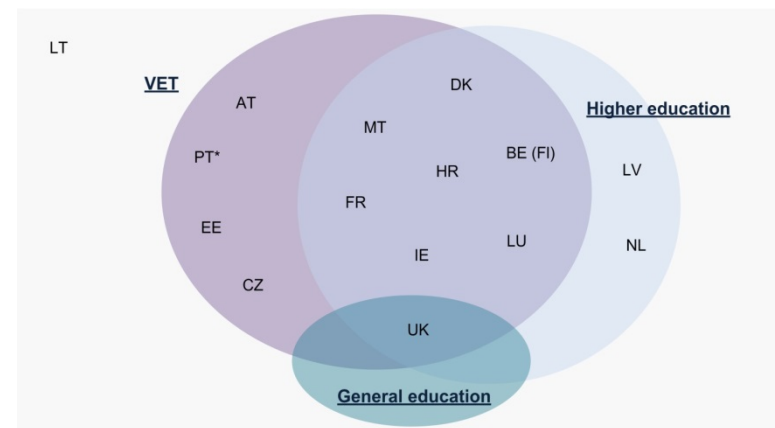 LT
VET
DK
AT
Higher education
MT
PT*
BE (FI)
HR
LV
FR
EE
LU
NL
IE
CZ
UK
General education